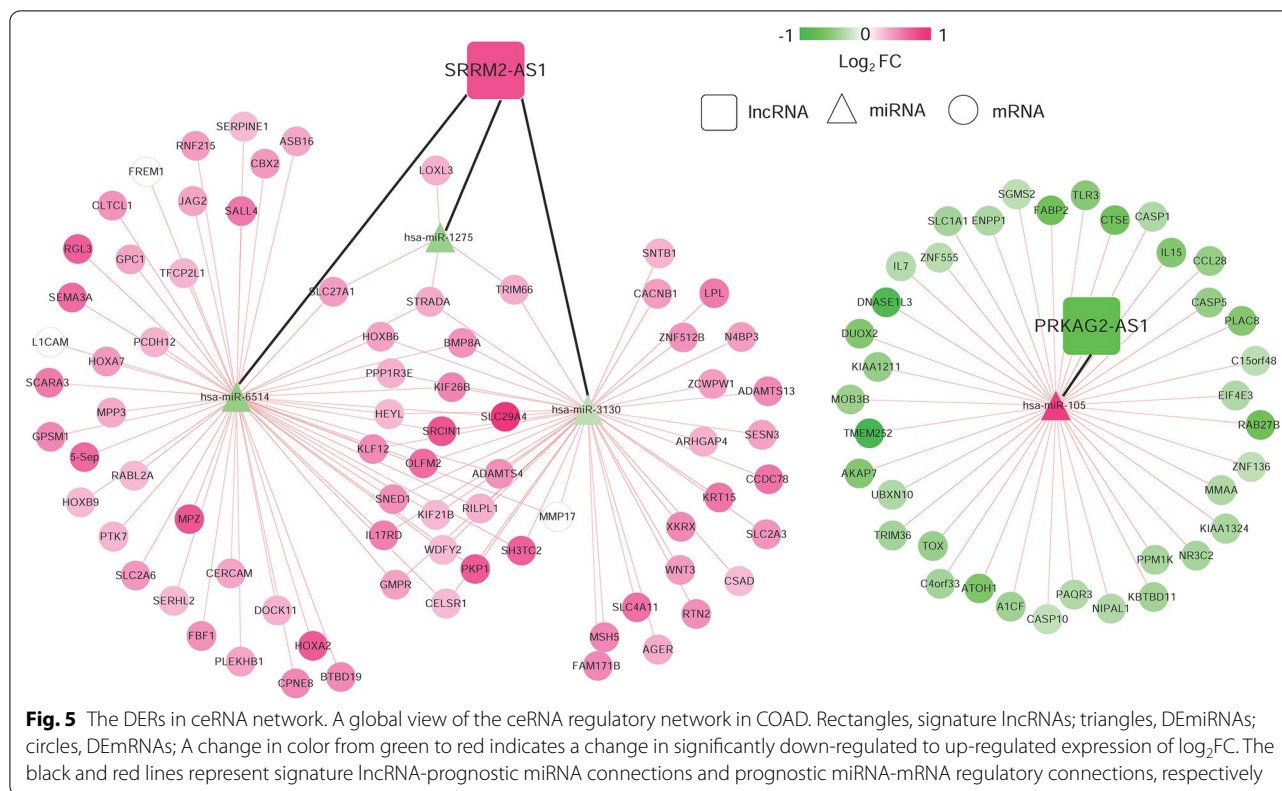 SRRM2-AS1
-1 0 1
Log2 FC
lncRNA miRNA mRNA
SERPINE1
RNF215
ASB16
CBX2
FREM1
LOXL3
CLTCL1
JAG2
SALL4
hsa-miR-1275
RGL3
GPC1
TFCP2L1
SNTB1
SEMA3A
SLC27A1
STRADA
TRIM66
CACNB1
LPL
L1CAM
PCDH12
HOXA7
HOXB6
BMP8A
ZNF512B
N4BP3
SCARA3
PPP1R3E
KIF26B
ZCWPW1
ADAMTS13
hsa-miR-6514
MPP3
HEYL
SLC29A4
hsa-miR-3130
GPSM1
SRCIN1
ARHGAP4
SESN3
KLF12
OLFM2
5-Sep
RABL2A
ADAMTS4
CCDC78
HOXB9
SNED1
KIF21B
RILPL1
MMP17
KRT15
MPZ
PTK7
IL17RD
XKRX
SLC2A3
WDFY2
SH3TC2
SLC2A6
CERCAM
GMPR
PKP1
WNT3
CSAD
SERHL2
DOCK11
CELSR1
SLC4A11
RTN2
FBF1
HOXA2
MSH5
AGER
PLEKHB1
FAM171B
CPNE8
BTBD19
SGMS2
FABP2
TLR3
CTSE
CASP1
SLC1A1
ENPP1
IL15
CCL28
IL7
ZNF555
DNASE1L3
CASP5
PLAC8
PRKAG2-AS1
DUOX2
C15orf48
KIAA1211
EIF4E3
MOB3B
hsa-miR-105
RAB27B
TMEM252
ZNF136
AKAP7
MMAA
UBXN10
KIAA1324
TRIM36
NR3C2
TOX
PPM1K
C4orf33
KBTBD11
ATOH1
A1CF
CASP10
PAQR3
NIPAL1
Fig. 5 The DERs in ceRNA network. A global view of the ceRNA regulatory network in COAD. Rectangles, signature lncRNAs; triangles, DEmiRNAs;
circles, DEmRNAs; A change in color from green to red indicates a change in significantly down-regulated to up-regulated expression of log2FC. The
black and red lines represent signature lncRNA-prognostic miRNA connections and prognostic miRNA-mRNA regulatory connections, respectively